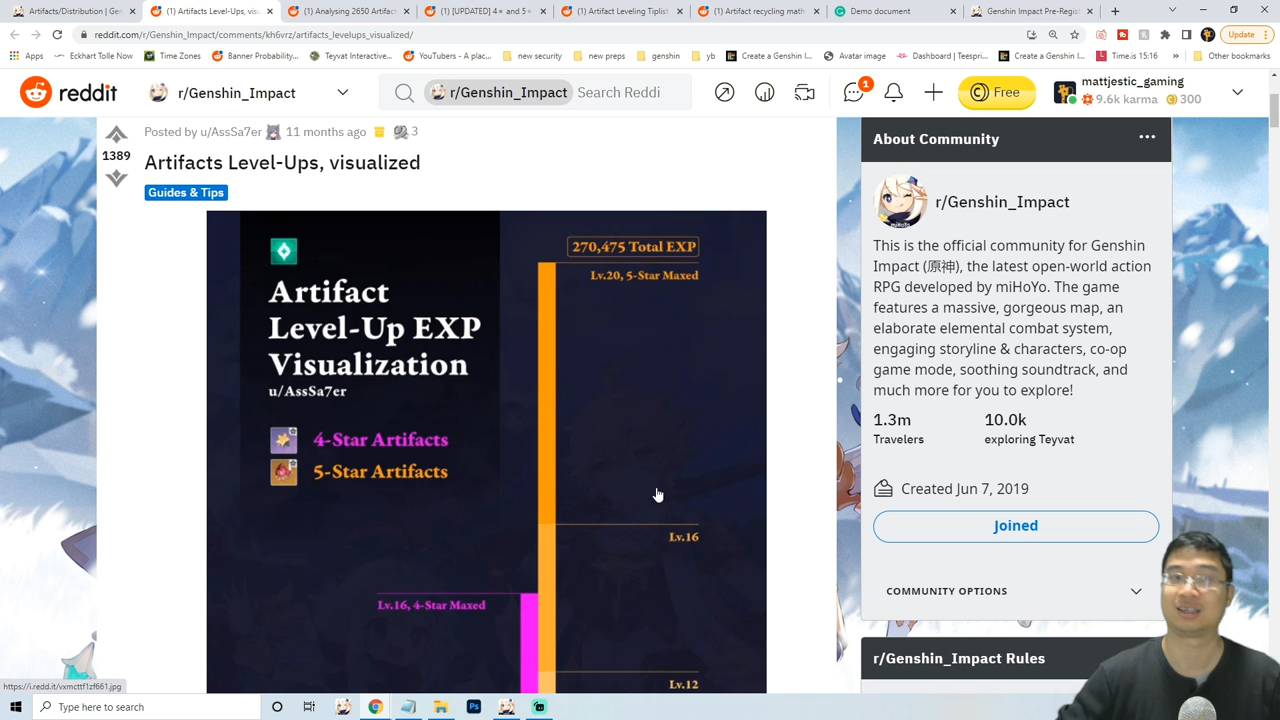 Artifacts/Distribution | Gen
(1) Artifacts Level-Ups, visu
(1) Analysing 2650 Artifact
(1) [UPDATED] 4⭑ and 5⭑
(1) Artifact Leveling Tiplist
(1) Artifact recycling math
Demo document
Genshin Impact Pre-Regist
reddit.com/r/Genshin_Impact/comments/kh6vrz/artifacts_levelups_visualized/
Update
Apps
Eckhart Tolle Now
Time Zones
Banner Probability...
Teyvat Interactive...
YouTubers - A plac...
new security
new preps
genshin
yb
Create a Genshin I...
Avatar image
Dashboard | Teespri...
Create a Genshin I...
Time.is 15:16
»
Other bookmarks
reddit
r/Genshin_Impact
r/Genshin_Impact
Search Reddi
1
Free
mattjestic_gaming
9.6k karma
300
Posted by u/AssSa7er
11 months ago
3
1389
Artifacts Level-Ups, visualized
Guides & Tips
Artifact
Level-Up EXP
Visualization
u/AssSa7er
4-Star Artifacts
5-Star Artifacts
270,475 Total EXP
Lv.20, 5-Star Maxed
Lv.16
Lv.16, 4-Star Maxed
Lv.12
About Community
r/Genshin_Impact
miHoYo
This is the official community for Genshin
Impact (原神), the latest open-world action
RPG developed by miHoYo. The game
features a massive, gorgeous map, an
elaborate elemental combat system,
engaging storyline & characters, co-op
game mode, soothing soundtrack, and
much more for you to explore!
1.3m
Travelers
10.0k
exploring Teyvat
Created Jun 7, 2019
Joined
COMMUNITY OPTIONS
r/Genshin_Impact Rules
https://i.redd.it/vxmcttf1zf661.jpg
Type here to search